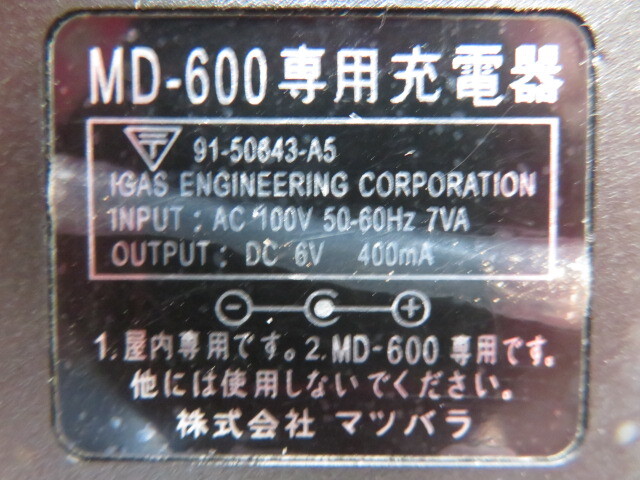 MD-600専用充電器
〒 91-50643-A5
IGAS ENGINEERING CORPORATION
INPUT : AC 100V 50-60Hz 7VA
OUTPUT : DC 6V 400mA
1.屋内専用です。2.MD-600専用です。
他には使用しないでください。
株式会社 マツバラ